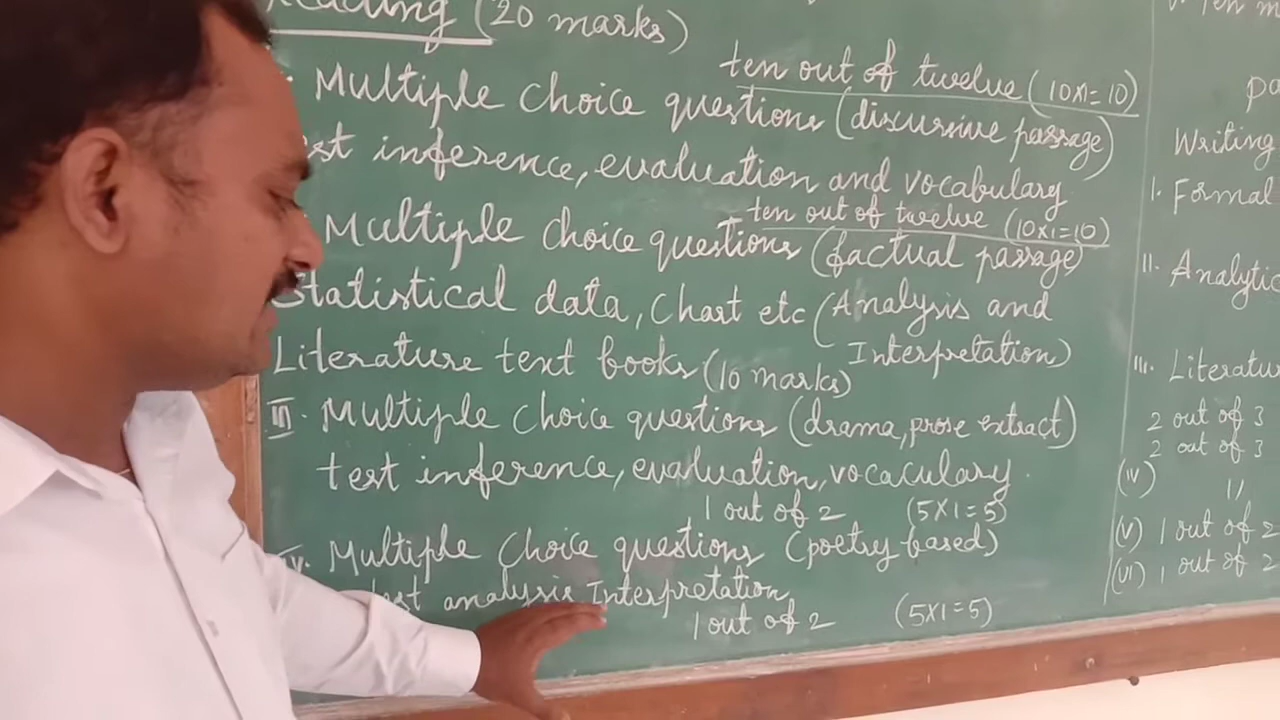 Reading (20 marks)
ten out of twelve (10x1=10)
Multiple choice questions (discursive passage)
inference, evaluation and vocabulary
ten out of twelve (10x1=10)
Multiple choice questions (factual passage)
Statistical data, Chart etc (Analysis and
Interpretation)
Literature text books (10 marks)
III. Multiple choice questions (drama, prose extract)
test inference, evaluation, vocaculary
1 out of 2 (5x1=5)
Multiple choice questions (poetry based)
test analysis Interpretation
1 out of 2 (5x1=5)
V. Ten
Writing
I. Formal
II. Analytic
III. Literatu
2 out of 3
2 out of 3
(iv) 11
(v) 1 out of 2
(vi) 1 out of 2